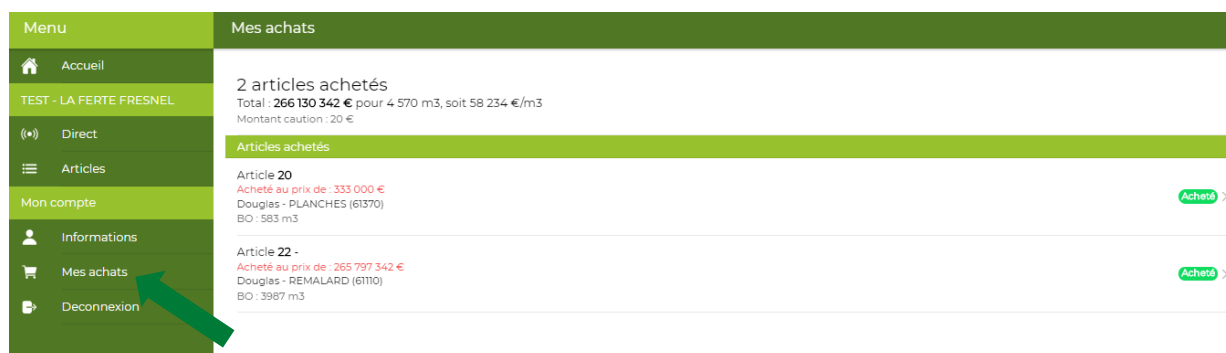 Menu
Accueil
TEST - LA FERTE FRESNEL
Direct
Articles
Mon compte
Informations
Mes achats
Deconnexion
Mes achats
2 articles achetés
Total : 266 130 342 € pour 4 570 m3, soit 58 234 €/m3
Montant caution : 20 €
Articles achetés
Article 20
Acheté au prix de : 333 000 €
Douglas - PLANCHES (61370)
BO : 583 m3
Acheté
Article 22 -
Acheté au prix de : 265 797 342 €
Douglas - REMALARD (61110)
BO : 3987 m3
Acheté